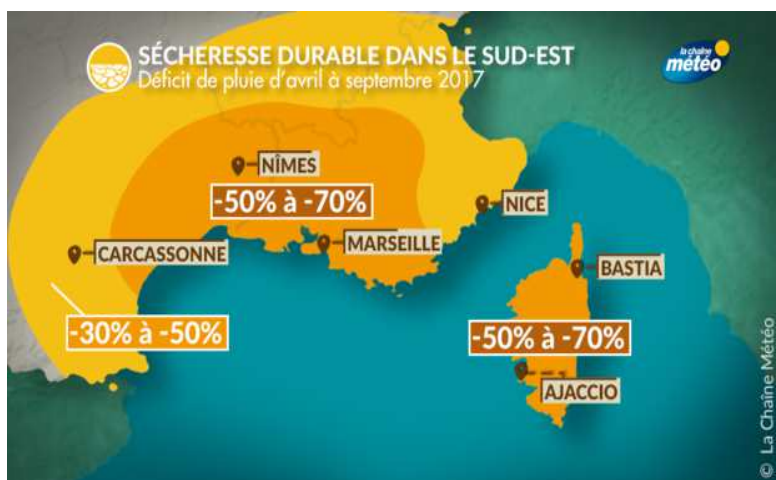 SÉCHERESSE DURABLE DANS LE SUD-EST
Déficit de pluie d'avril à septembre 2017
la chaîne
météo
NÎMES
-50% à -70%
NICE
MARSEILLE
CARCASSONNE
BASTIA
-30% à -50%
-50% à -70%
AJACCIO
© La Chaîne Météo